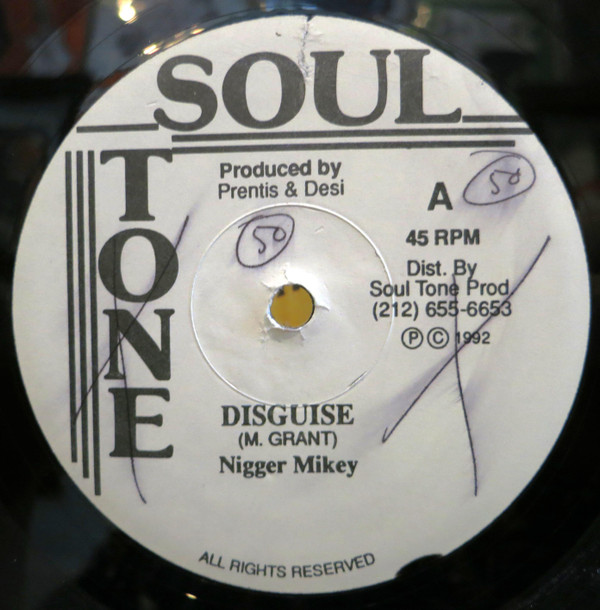 SOUL
TONE
Produced by
Prentis & Desi
A
50
50
45 RPM
Dist. By
Soul Tone Prod
(212) 655-6653
Ⓟ © 1992
DISGUISE
(M. GRANT)
Nigger Mikey
ALL RIGHTS RESERVED